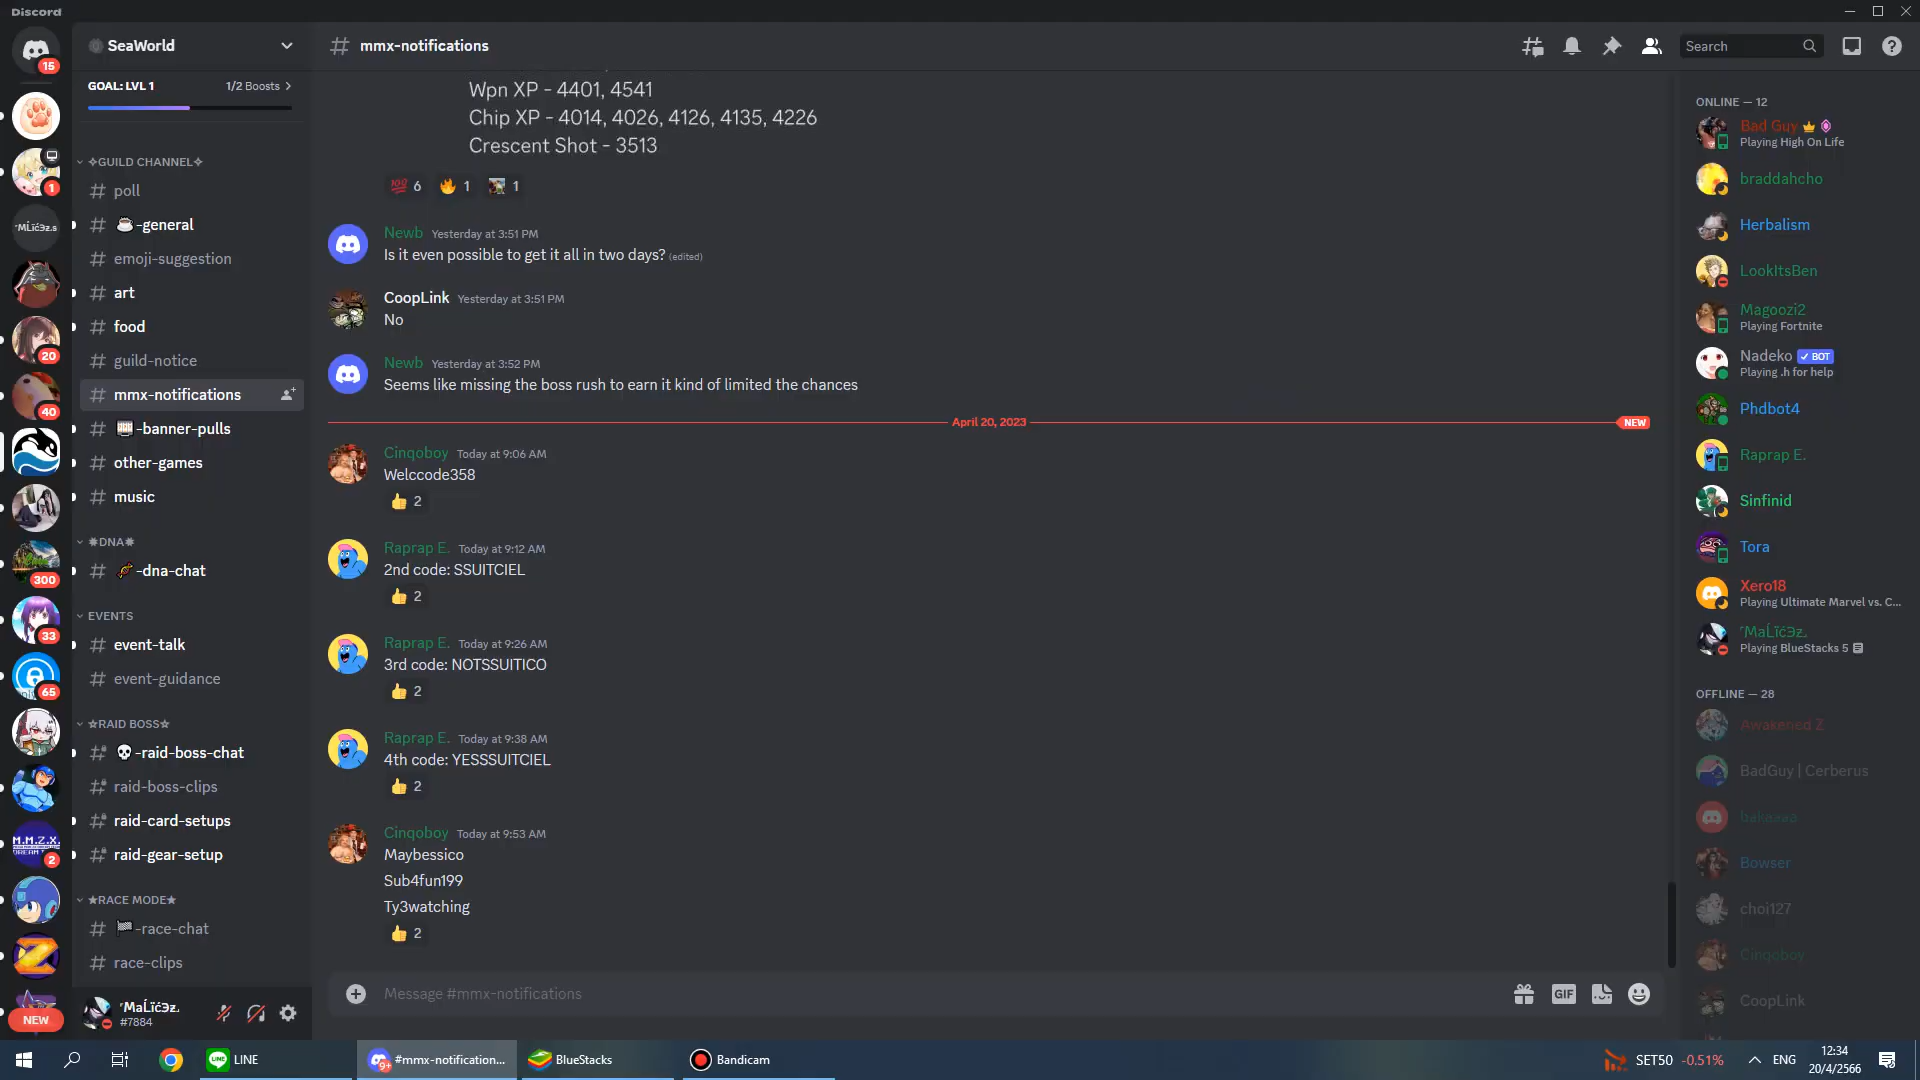 Discord
SeaWorld
GOAL: LVL 1
1/2 Boosts
✧GUILD CHANNEL✧
poll
☕-general
emoji-suggestion
art
food
guild-notice
mmx-notifications
-banner-pulls
other-games
music
✵DNA✵
🧬-dna-chat
EVENTS
event-talk
event-guidance
☆RAID BOSS☆
💀-raid-boss-chat
raid-boss-clips
raid-card-setups
raid-gear-setup
★RACE MODE★
🏁-race-chat
race-clips
#7884
15
1
20
40
300
33
65
M.M.Z.X.
2
NEW
# mmx-notifications
Search
Wpn XP - 4401, 4541
Chip XP - 4014, 4026, 4126, 4135, 4226
Crescent Shot - 3513
💯 6 🔥 1 1
Newb Yesterday at 3:51 PM
Is it even possible to get it all in two days? (edited)
CoopLink Yesterday at 3:51 PM
No
Newb Yesterday at 3:52 PM
Seems like missing the boss rush to earn it kind of limited the chances
April 20, 2023 NEW
Cinqoboy Today at 9:06 AM
Welccode358
👍 2
Raprap E. Today at 9:12 AM
2nd code: SSUITCIEL
👍 2
Raprap E. Today at 9:26 AM
3rd code: NOTSSUITICO
👍 2
Raprap E. Today at 9:38 AM
4th code: YESSSUITCIEL
👍 2
Cinqoboy Today at 9:53 AM
Maybessico
Sub4fun199
Ty3watching
👍 2
Message #mmx-notifications
GIF
ONLINE — 12
Bad Guy
Playing High On Life
braddahcho
Herbalism
LookItsBen
Magoozi2
Playing Fortnite
Nadeko ✓ BOT
Playing .h for help
Phdbot4
Raprap E.
Sinfinid
Tora
Xero18
Playing Ultimate Marvel vs. C...
Playing BlueStacks 5
OFFLINE — 28
Awakened Z
BadGuy | Cerberus
bakaaaa
Bowser
choi127
Cinqoboy
CoopLink
LINE
9+
#mmx-notification...
BlueStacks
Bandicam
SET50 -0.51%
ENG
12:34
20/4/2566